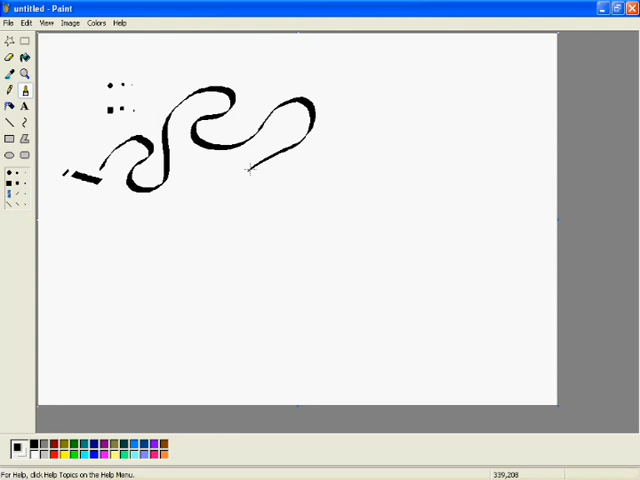 untitled - Paint
File Edit View Image Colors Help
A
For Help, click Help Topics on the Help Menu.
339,208